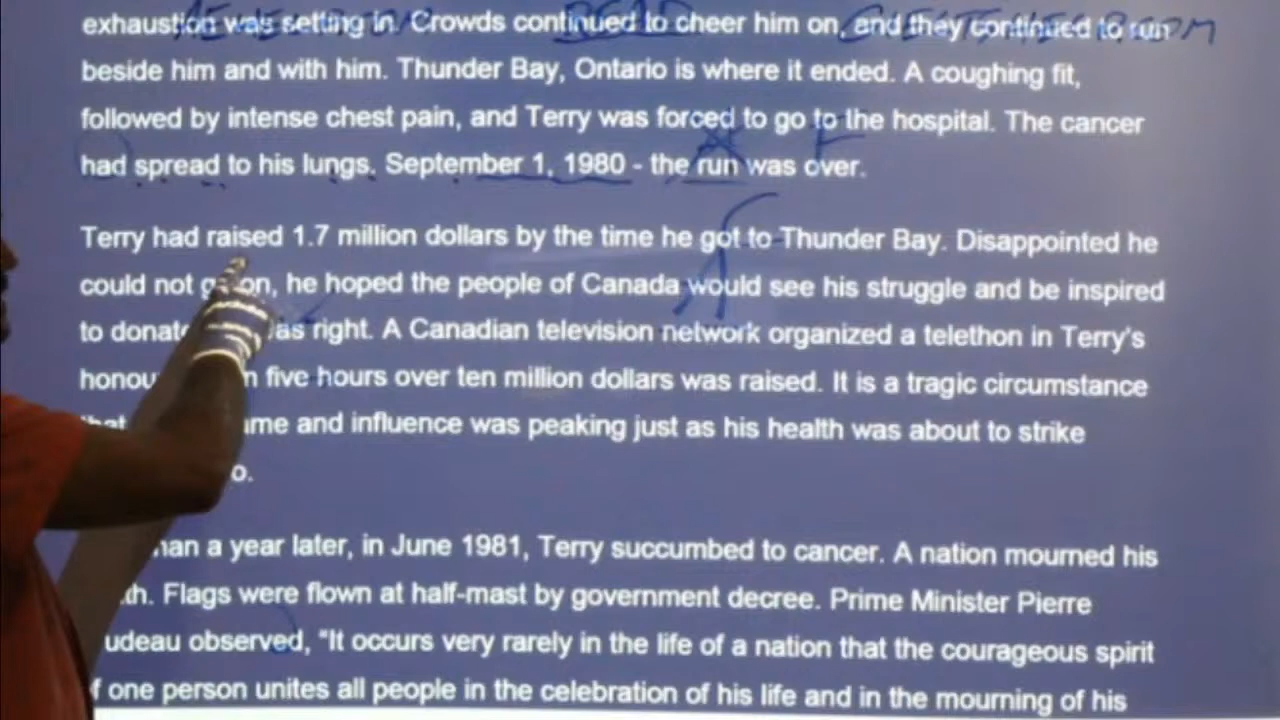 exhaustion was setting in. Crowds continued to cheer him on, and they continued to run
beside him and with him. Thunder Bay, Ontario is where it ended. A coughing fit,
followed by intense chest pain, and Terry was forced to go to the hospital. The cancer
had spread to his lungs. September 1, 1980 - the run was over.
Terry had raised 1.7 million dollars by the time he got to Thunder Bay. Disappointed he
could not on, he hoped the people of Canada would see his struggle and be inspired
to right. A Canadian television network organized a telethon in Terry's
five hours over ten million dollars was raised. It is a tragic circumstance
and influence was peaking just as his health was about to strike
a year later, in June 1981, Terry succumbed to cancer. A nation mourned his
Flags were flown at half-mast by government decree. Prime Minister Pierre
observed, "It occurs very rarely in the life of a nation that the courageous spirit
one person unites all people in the celebration of his life and in the mourning of his